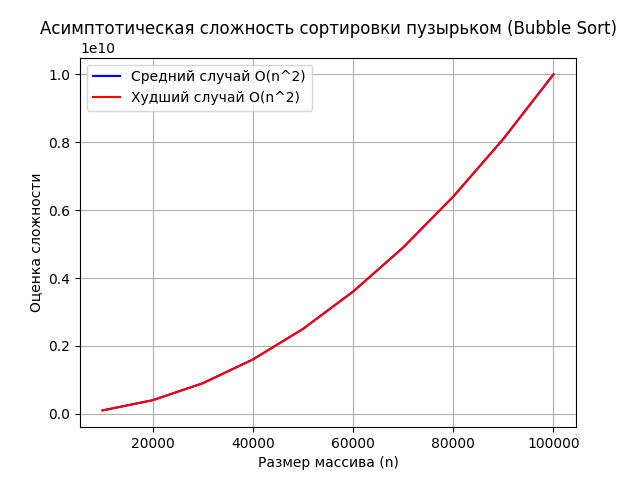 Асимптотическая сложность сортировки пузырьком (Bubble Sort)
1e10
Средний случай O(n^2)
Худший случай O(n^2)
1.0
0.8
0.6
0.4
0.2
0.0
Оценка сложности
20000 40000 60000 80000 100000
Размер массива (n)